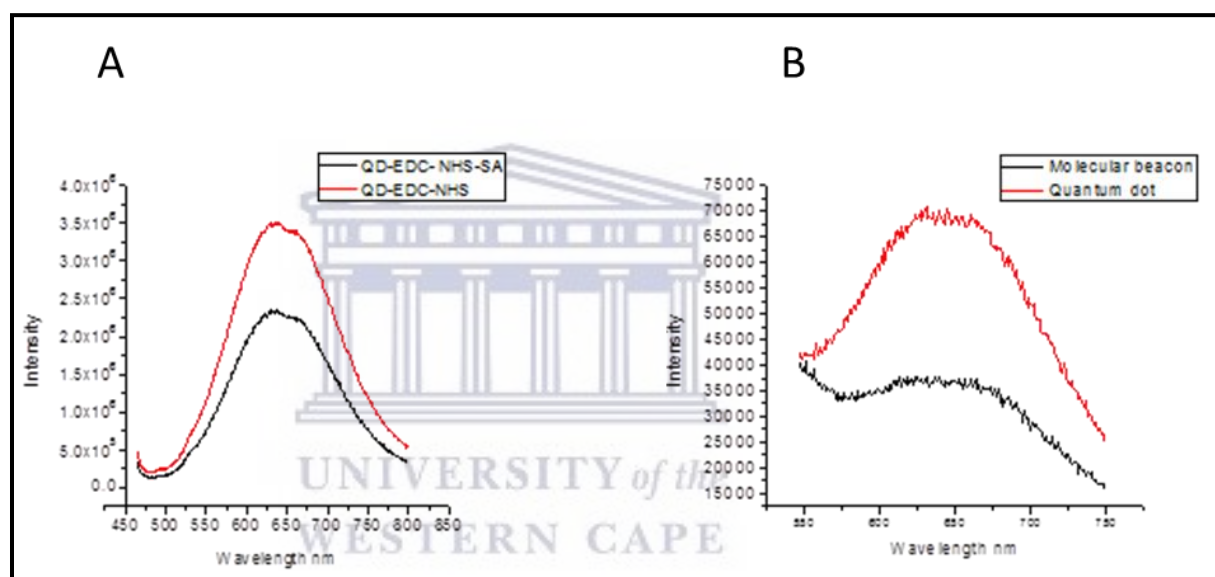 A
B
QD-EDC-NHS-SA
QD-EDC-NHS
4.0x10⁶
3.5x10⁶
3.0x10⁶
2.5x10⁶
2.0x10⁶
1.5x10⁶
1.0x10⁶
5.0x10⁵
0.0
Intensity
450 500 550 600 650 700 750 800 850
Wavelength nm
Molecular beacon
Quantum dot
75000
70000
65000
60000
55000
50000
45000
40000
35000
30000
25000
20000
15000
Intensity
550 600 650 700 750
Wavelength nm
UNIVERSITY of the
WESTERN CAPE